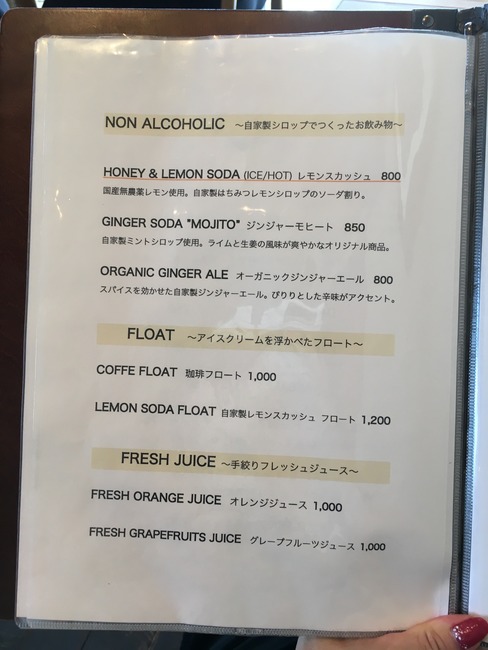 NON ALCOHOLIC ～自家製シロップでつくったお飲み物～
HONEY & LEMON SODA (ICE/HOT) レモンスカッシュ 800
国産無農薬レモン使用。自家製はちみつレモンシロップのソーダ割り。
GINGER SODA "MOJITO" ジンジャーモヒート 850
自家製ミントシロップ使用。ライムと生姜の風味が爽やかなオリジナル商品。
ORGANIC GINGER ALE オーガニックジンジャーエール 800
スパイスを効かせた自家製ジンジャーエール。ぴりりとした辛味がアクセント。
FLOAT ～アイスクリームを浮かべたフロート～
COFFE FLOAT 珈琲フロート 1,000
LEMON SODA FLOAT 自家製レモンスカッシュ フロート 1,200
FRESH JUICE ～手絞りフレッシュジュース～
FRESH ORANGE JUICE オレンジジュース 1,000
FRESH GRAPEFRUITS JUICE グレープフルーツジュース 1,000